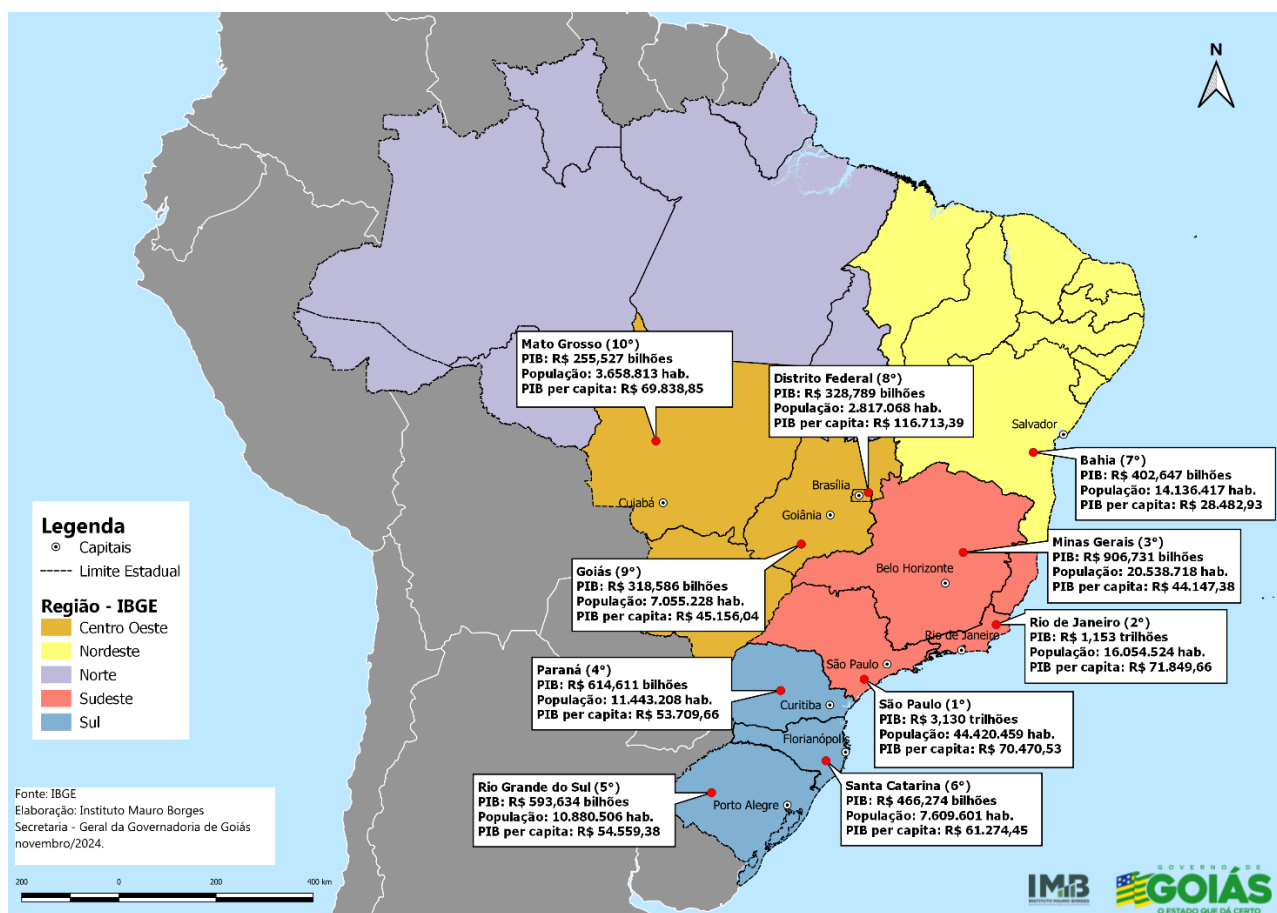 N
Mato Grosso (10°)
PIB: R$ 255,527 bilhões
População: 3.658.813 hab.
PIB per capita: R$ 69.838,85
Distrito Federal (8°)
PIB: R$ 328,789 bilhões
População: 2.817.068 hab.
PIB per capita: R$ 116.713,39
Salvador
Bahia (7°)
PIB: R$ 402,647 bilhões
População: 14.136.417 hab.
PIB per capita: R$ 28.482,93
Brasília
Cuiabá
Goiânia
Minas Gerais (3°)
PIB: R$ 906,731 bilhões
População: 20.538.718 hab.
PIB per capita: R$ 44.147,38
Goiás (9°)
PIB: R$ 318,586 bilhões
População: 7.055.228 hab.
PIB per capita: R$ 45.156,04
Belo Horizonte
Rio de Janeiro (2°)
PIB: R$ 1,153 trilhões
População: 16.054.524 hab.
PIB per capita: R$ 71.849,66
Rio de Janeiro
São Paulo
Paraná (4°)
PIB: R$ 614,611 bilhões
População: 11.443.208 hab.
PIB per capita: R$ 53.709,66
Curitiba
São Paulo (1°)
PIB: R$ 3,130 trilhões
População: 44.420.459 hab.
PIB per capita: R$ 70.470,53
Florianópolis
Santa Catarina (6°)
PIB: R$ 466,274 bilhões
População: 7.609.601 hab.
PIB per capita: R$ 61.274,45
Rio Grande do Sul (5°)
PIB: R$ 593,634 bilhões
População: 10.880.506 hab.
PIB per capita: R$ 54.559,38
Porto Alegre
Legenda
Capitais
Limite Estadual
Região - IBGE
Centro Oeste
Nordeste
Norte
Sudeste
Sul
Fonte: IBGE
Elaboração: Instituto Mauro Borges
Secretaria - Geral da Governadoria de Goiás
novembro/2024.
200 0 200 400 km
IMB
INSTITUTO MAURO BORGES
GOVERNO DE
GOIÁS
O ESTADO QUE DÁ CERTO